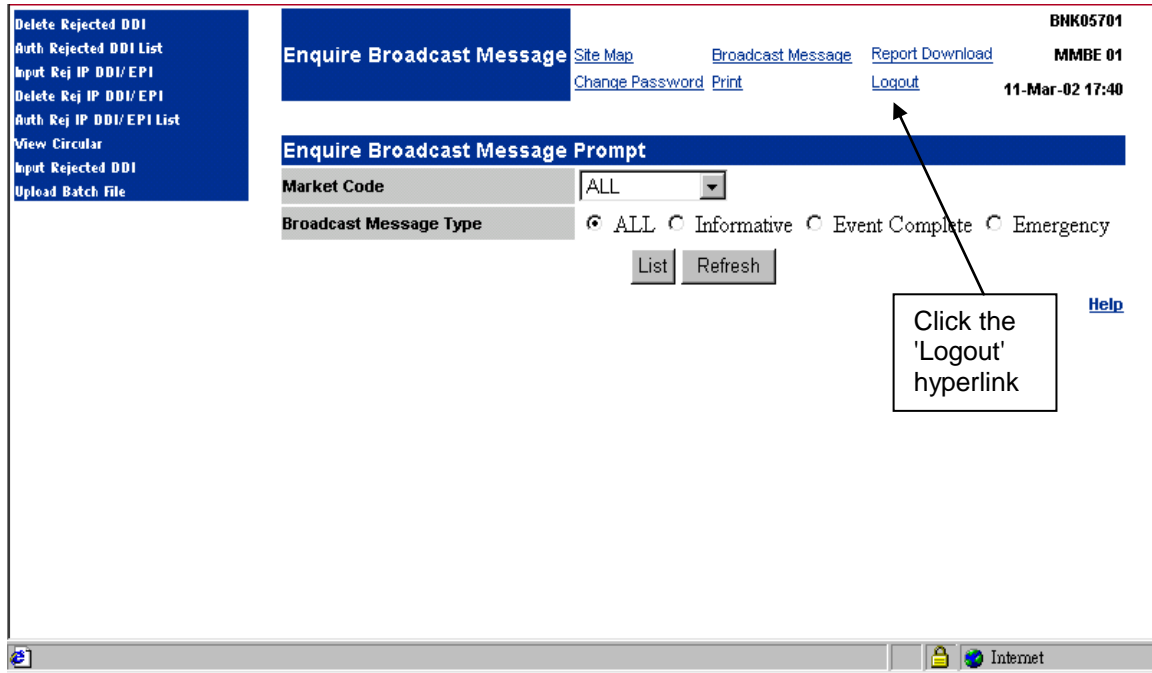 Delete Rejected DDI
Auth Rejected DDI List
Input Rej IP DDI/EPI
Delete Rej IP DDI/EPI
Auth Rej IP DDI/EPI List
View Circular
Input Rejected DDI
Upload Batch File
Enquire Broadcast Message
Site Map Broadcast Message Report Download
Change Password Print Logout
BNK05701
MMBE 01
11-Mar-02 17:40
Enquire Broadcast Message Prompt
Market Code ALL
Broadcast Message Type ALL Informative Event Complete Emergency
List Refresh
Help
Click the
'Logout'
hyperlink
Internet